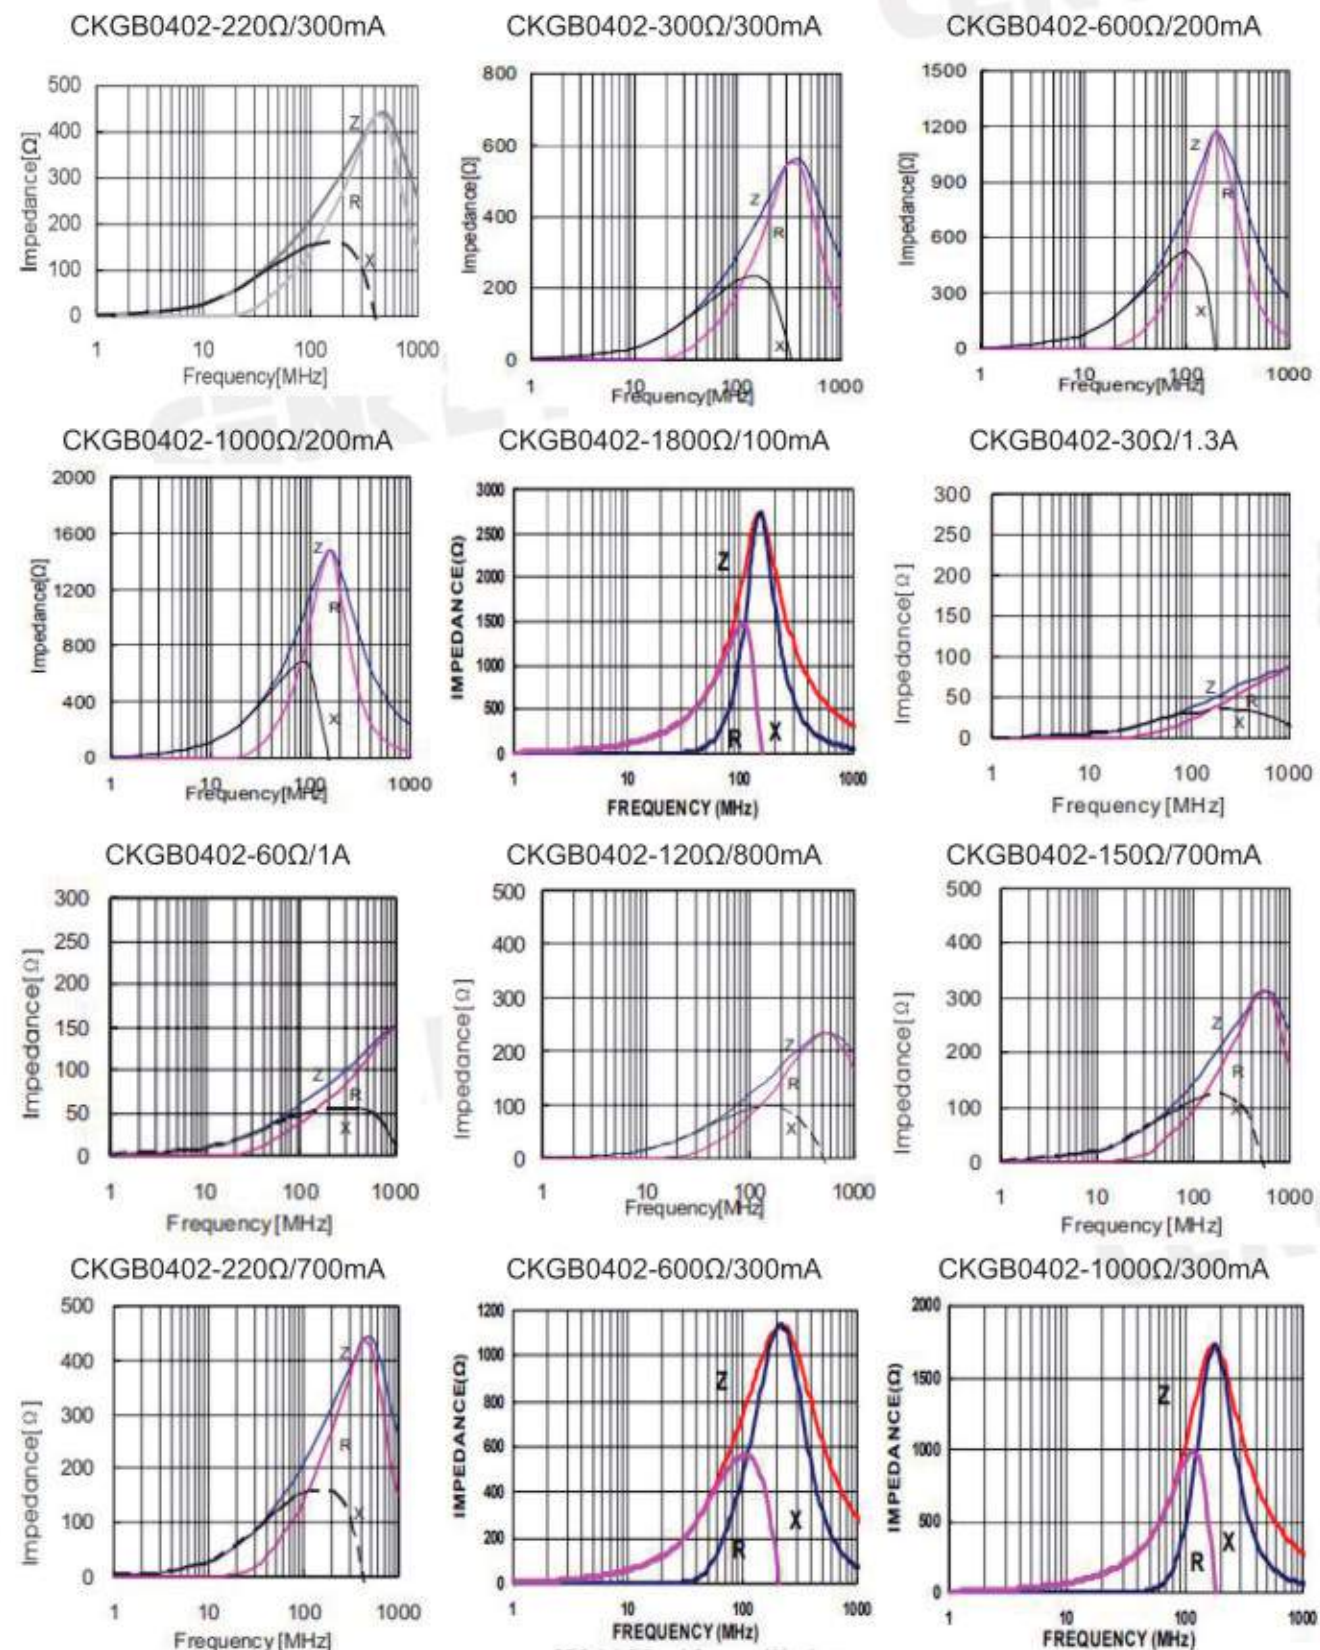 CKGB0402-220Ω/300mA
CKGB0402-300Ω/300mA
CKGB0402-600Ω/200mA
500
400
300
200
100
0
Impedance[Ω]
Z
R
X
1 10 100 1000
Frequency[MHz]
800
600
400
200
0
Impedance[Ω]
Z
R
X
1 10 100 1000
Frequency[MHz]
1500
1200
900
600
300
0
Impedance[Ω]
Z
R
X
1 10 100 1000
Frequency[MHz]
CKGB0402-1000Ω/200mA
CKGB0402-1800Ω/100mA
CKGB0402-30Ω/1.3A
2000
1600
1200
800
400
0
Impedance[Ω]
Z
R
X
1 10 100 1000
Frequency[MHz]
3000
2500
2000
1500
1000
500
0
IMPEDANCE(Ω)
Z
R X
1 10 100 1000
FREQUENCY (MHz)
300
250
200
150
100
50
0
Impedance[Ω]
Z
R
X
1 10 100 1000
Frequency[MHz]
CKGB0402-60Ω/1A
CKGB0402-120Ω/800mA
CKGB0402-150Ω/700mA
300
250
200
150
100
50
0
Impedance[Ω]
Z
R
X
1 10 100 1000
Frequency[MHz]
500
400
300
200
100
0
Impedance[Ω]
Z
R
X
1 10 100 1000
Frequency[MHz]
500
400
300
200
100
0
Impedance[Ω]
Z
R
X
1 10 100 1000
Frequency[MHz]
CKGB0402-220Ω/700mA
CKGB0402-600Ω/300mA
CKGB0402-1000Ω/300mA
500
400
300
200
100
0
Impedance[Ω]
Z
R
X
1 10 100 1000
Frequency[MHz]
1200
1000
800
600
400
200
0
IMPEDANCE(Ω)
Z
X
R
1 10 100 1000
FREQUENCY (MHz)
2000
1500
1000
500
0
IMPEDANCE(Ω)
Z
X
R
1 10 100 1000
FREQUENCY (MHz)